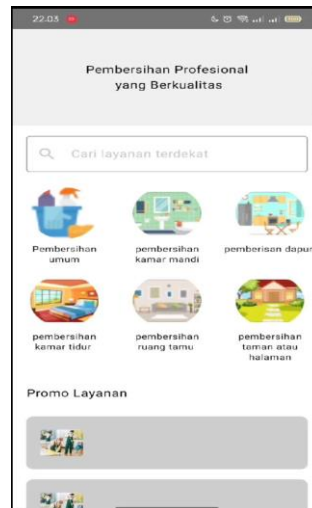 22.03
Pembersihan Profesional
yang Berkualitas
Cari layanan terdekat
Pembersihan
umum
pembersihan
kamar mandi
pemberisan dapur
pembersihan
kamar tidur
pembersihan
ruang tamu
pembersihan
taman atau
halaman
Promo Layanan